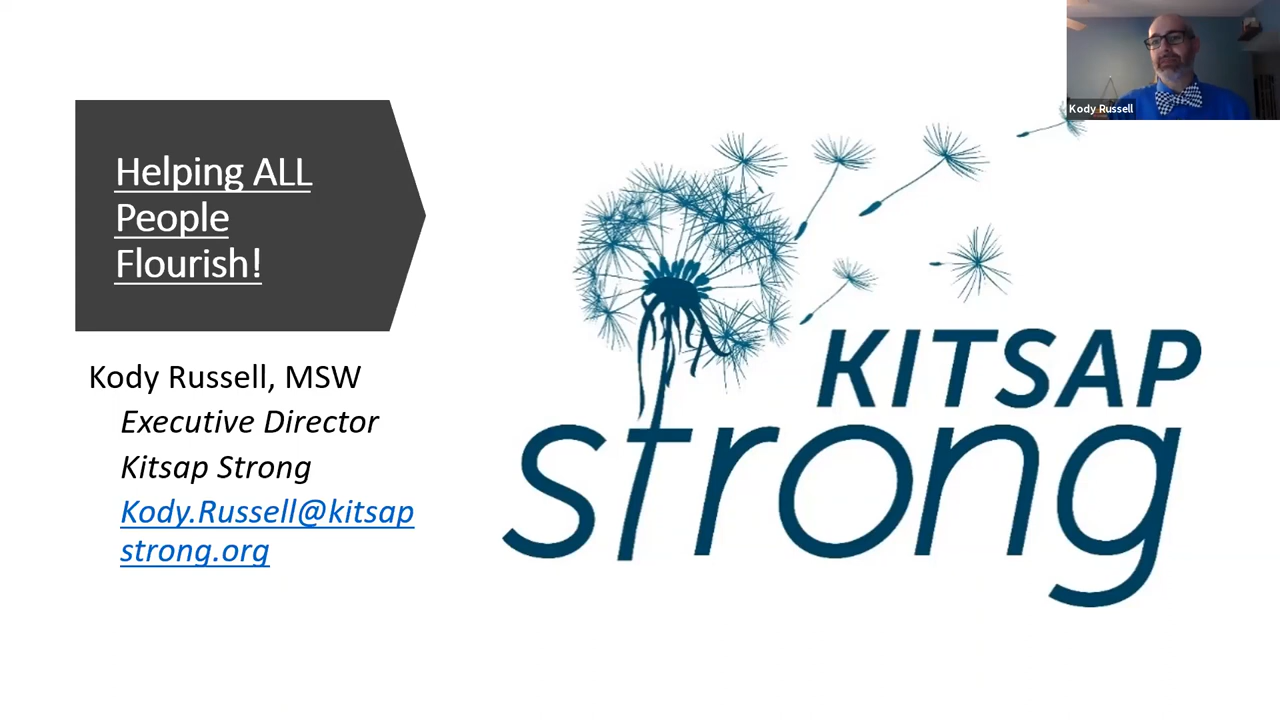 Helping ALL
People
Flourish!
Kody Russell, MSW
Executive Director
Kitsap Strong
Kody.Russell@kitsap
strong.org
KITSAP
strong
Kody Russell